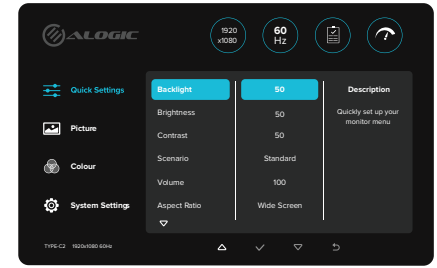 ALOGIC
1920
x1080
60
Hz
Quick Settings
Picture
Colour
System Settings
Backlight 50
Brightness 50
Contrast 50
Scenario Standard
Volume 100
Aspect Ratio Wide Screen
Description
Quickly set up your
monitor menu
TYPE-C2 1920x1080 60Hz